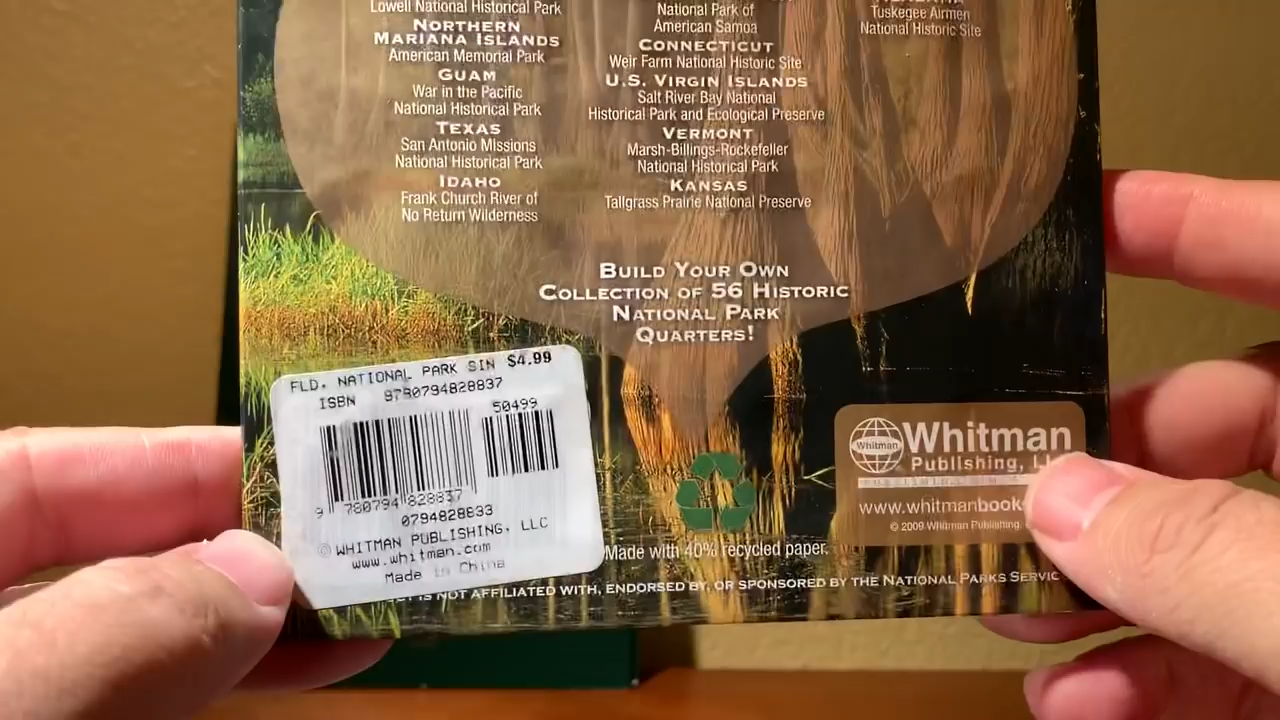 Lowell National Historical Park
NORTHERN
MARIANA ISLANDS
American Memorial Park
GUAM
War in the Pacific
National Historical Park
TEXAS
San Antonio Missions
National Historical Park
IDAHO
Frank Church River of
No Return Wilderness
National Park of
American Samoa
CONNECTICUT
Weir Farm National Historic Site
U.S. VIRGIN ISLANDS
Salt River Bay National
Historical Park and Ecological Preserve
VERMONT
Marsh-Billings-Rockefeller
National Historical Park
KANSAS
Tallgrass Prairie National Preserve
Tuskegee Airmen
National Historic Site
BUILD YOUR OWN
COLLECTION OF 56 HISTORIC
NATIONAL PARK
QUARTERS!
FLD. NATIONAL PARK SIN $4.99
ISBN 9780794828837
50499
9 780794 828837
0794828833
© WHITMAN PUBLISHING, LLC
www.whitman.com
Made in China
Whitman
Whitman
Publishing, LL
www.whitmanbook
© 2009 Whitman Publishing,
Made with 40% recycled paper.
IS NOT AFFILIATED WITH, ENDORSED BY, OR SPONSORED BY THE NATIONAL PARKS SERVIC